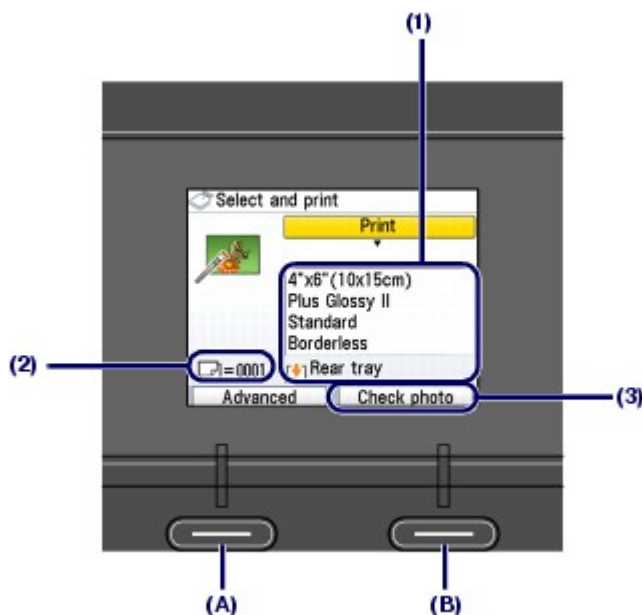 (1)
Select and print
Print
4"x6"(10x15cm)
Plus Glossy II
Standard
Borderless
(2)
=0001
Rear tray
(3)
Advanced
Check photo
(A)
(B)